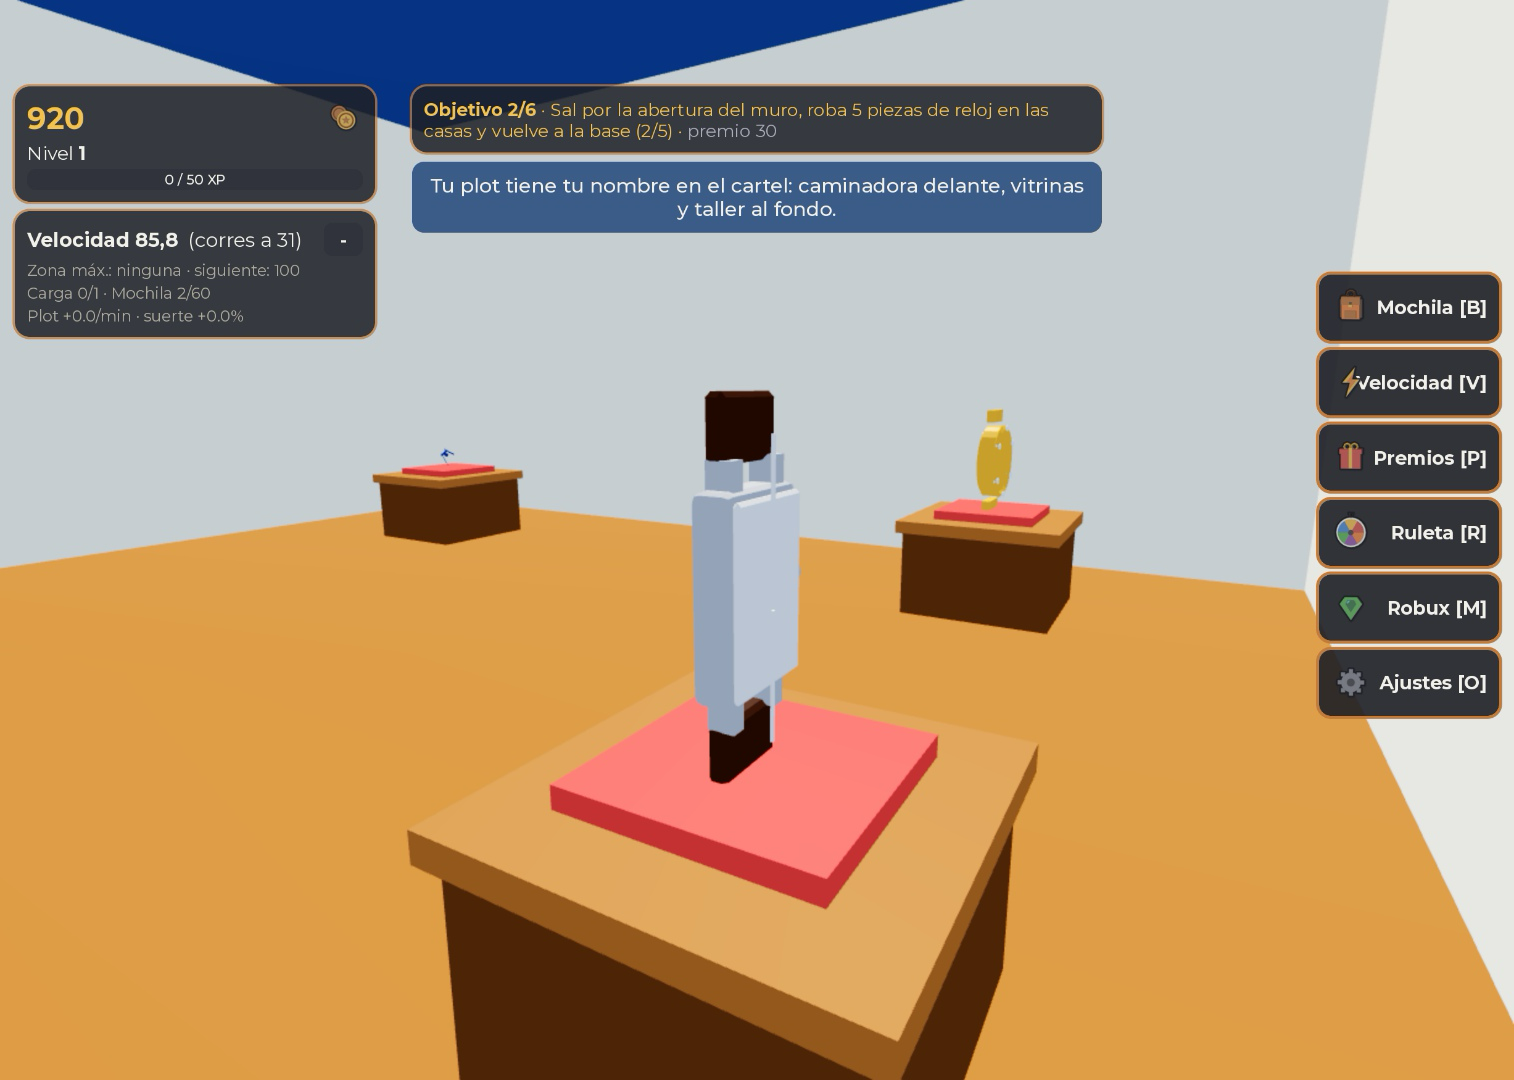 920
Nivel 1
0 / 50 XP
Velocidad 85,8 (corres a 31)
-
Zona máx.: ninguna · siguiente: 100
Carga 0/1 · Mochila 2/60
Plot +0.0/min · suerte +0.0%
Objetivo 2/6 · Sal por la abertura del muro, roba 5 piezas de reloj en las
casas y vuelve a la base (2/5) · premio 30
Tu plot tiene tu nombre en el cartel: caminadora delante, vitrinas
y taller al fondo.
Mochila [B]
Velocidad [V]
Premios [P]
Ruleta [R]
Robux [M]
Ajustes [O]